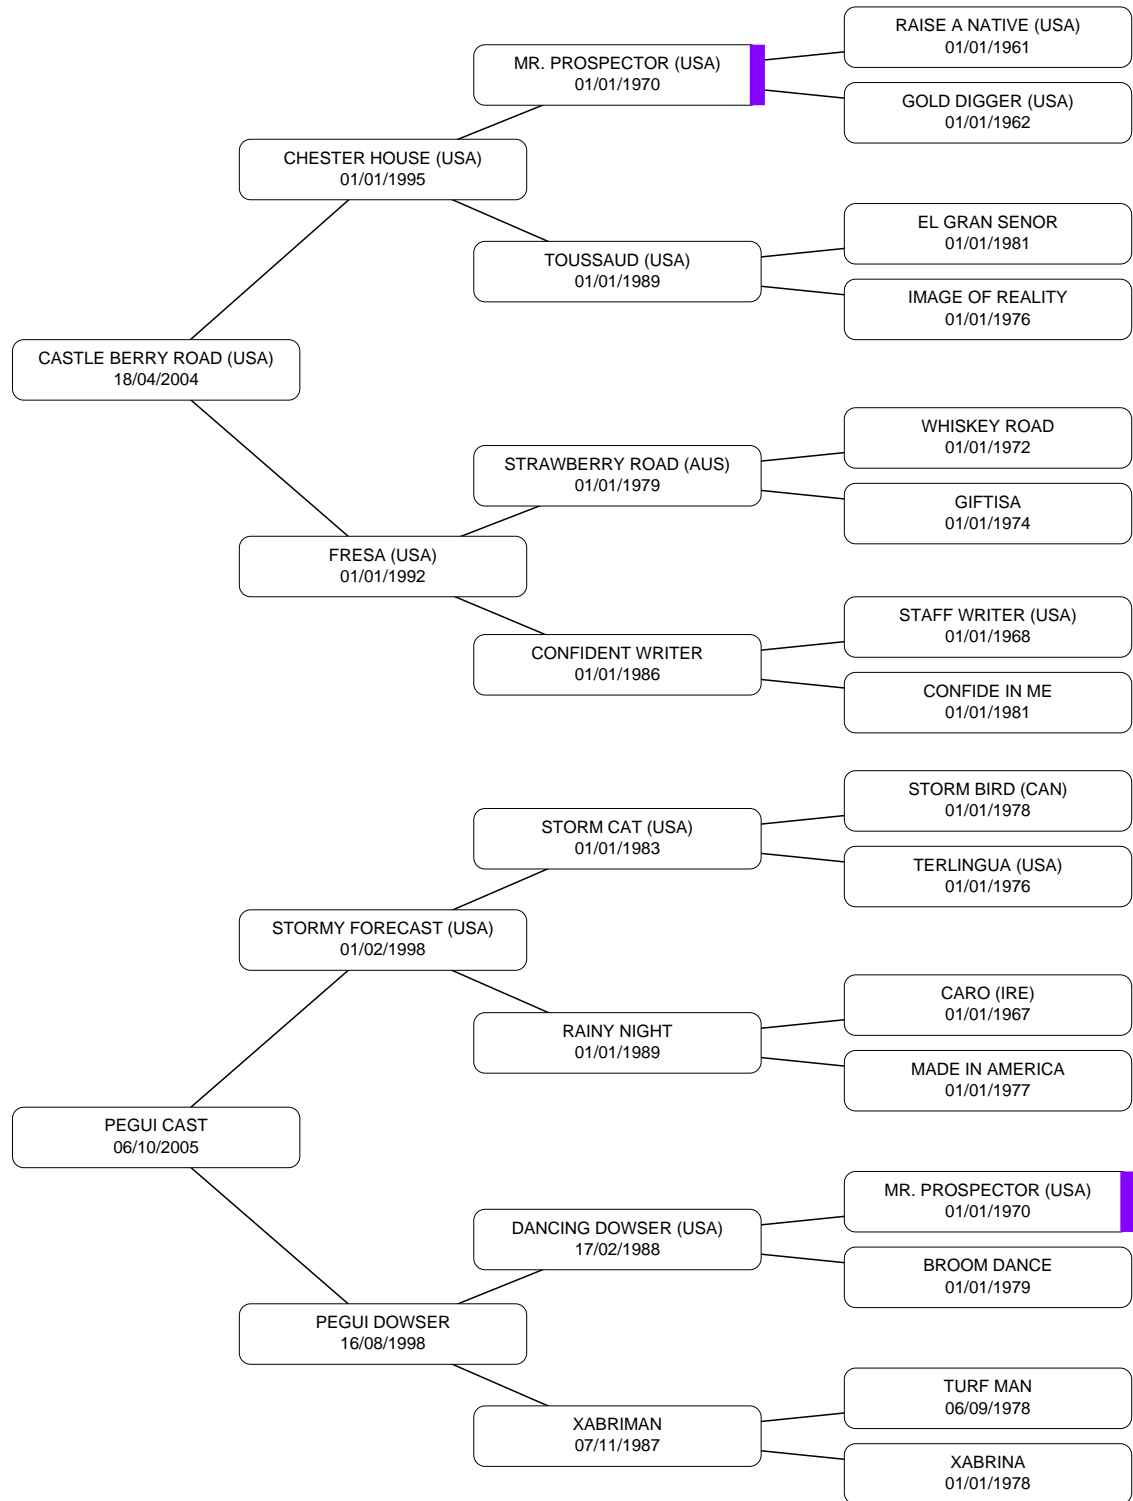 RAISE A NATIVE (USA)
01/01/1961
MR. PROSPECTOR (USA)
01/01/1970
GOLD DIGGER (USA)
01/01/1962
CHESTER HOUSE (USA)
01/01/1995
EL GRAN SENOR
01/01/1981
TOUSSAUD (USA)
01/01/1989
IMAGE OF REALITY
01/01/1976
CASTLE BERRY ROAD (USA)
18/04/2004
WHISKEY ROAD
01/01/1972
STRAWBERRY ROAD (AUS)
01/01/1979
GIFTISA
01/01/1974
FRESA (USA)
01/01/1992
STAFF WRITER (USA)
01/01/1968
CONFIDENT WRITER
01/01/1986
CONFIDE IN ME
01/01/1981
STORM BIRD (CAN)
01/01/1978
STORM CAT (USA)
01/01/1983
TERLINGUA (USA)
01/01/1976
STORMY FORECAST (USA)
01/02/1998
CARO (IRE)
01/01/1967
RAINY NIGHT
01/01/1989
MADE IN AMERICA
01/01/1977
PEGUI CAST
06/10/2005
MR. PROSPECTOR (USA)
01/01/1970
DANCING DOWSER (USA)
17/02/1988
BROOM DANCE
01/01/1979
PEGUI DOWSER
16/08/1998
TURF MAN
06/09/1978
XABRIMAN
07/11/1987
XABRINA
01/01/1978